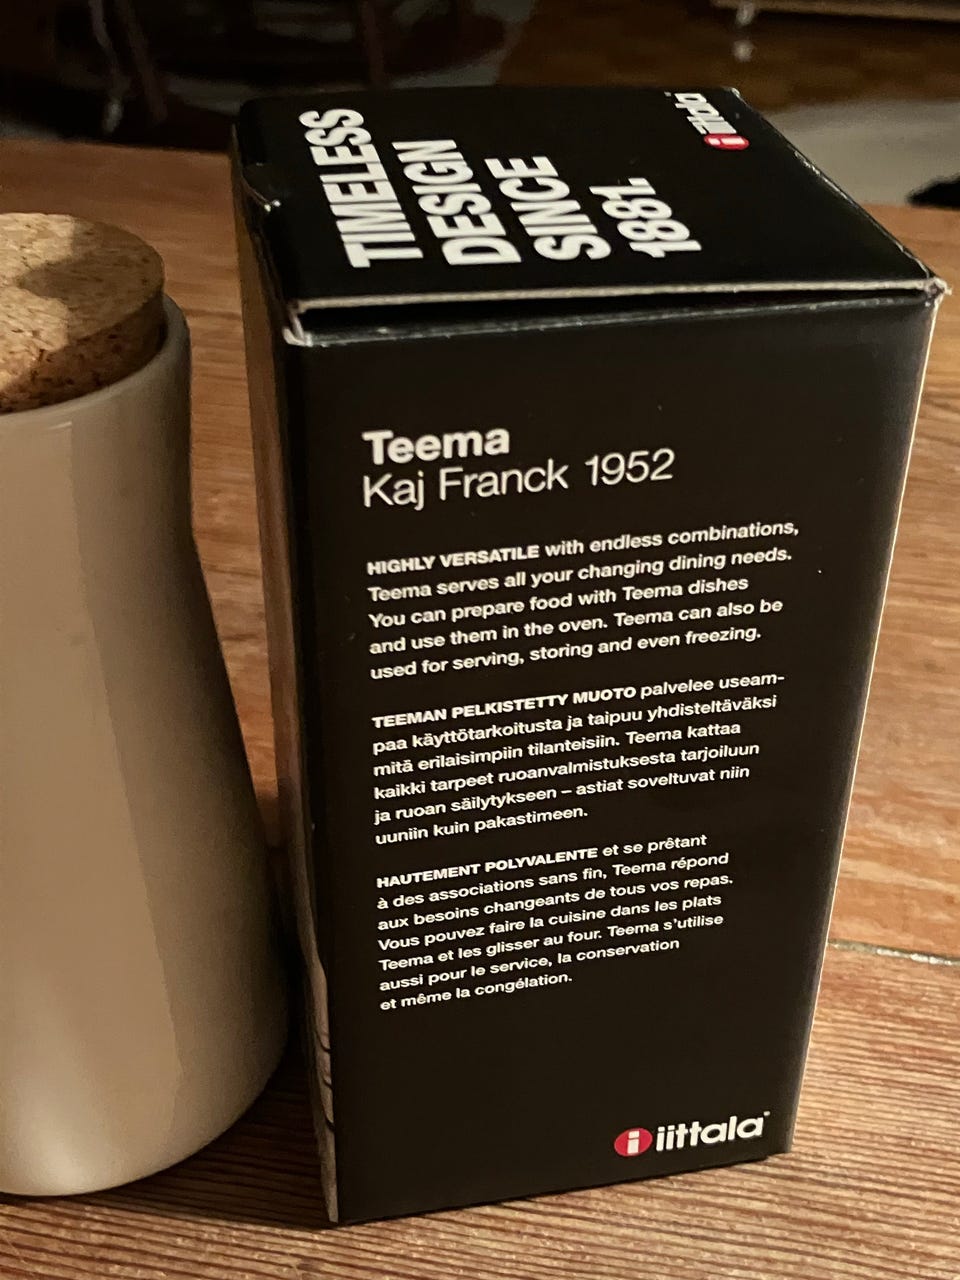 TIMELESS
DESIGN
SINCE
1881.
iittala
Teema
Kaj Franck 1952
HIGHLY VERSATILE with endless combinations,
Teema serves all your changing dining needs.
You can prepare food with Teema dishes
and use them in the oven. Teema can also be
used for serving, storing and even freezing.
TEEMAN PELKISTETTY MUOTO palvelee useam-
paa käyttötarkoitusta ja taipuu yhdisteltäväksi
mitä erilaisimpiin tilanteisiin. Teema kattaa
kaikki tarpeet ruoanvalmistuksesta tarjoiluun
ja ruoan säilytykseen – astiat soveltuvat niin
uuniin kuin pakastimeen.
HAUTEMENT POLYVALENTE et se prêtant
à des associations sans fin, Teema répond
aux besoins changeants de tous vos repas.
Vous pouvez faire la cuisine dans les plats
Teema et les glisser au four. Teema s'utilise
aussi pour le service, la conservation
et même la congélation.
i iittala